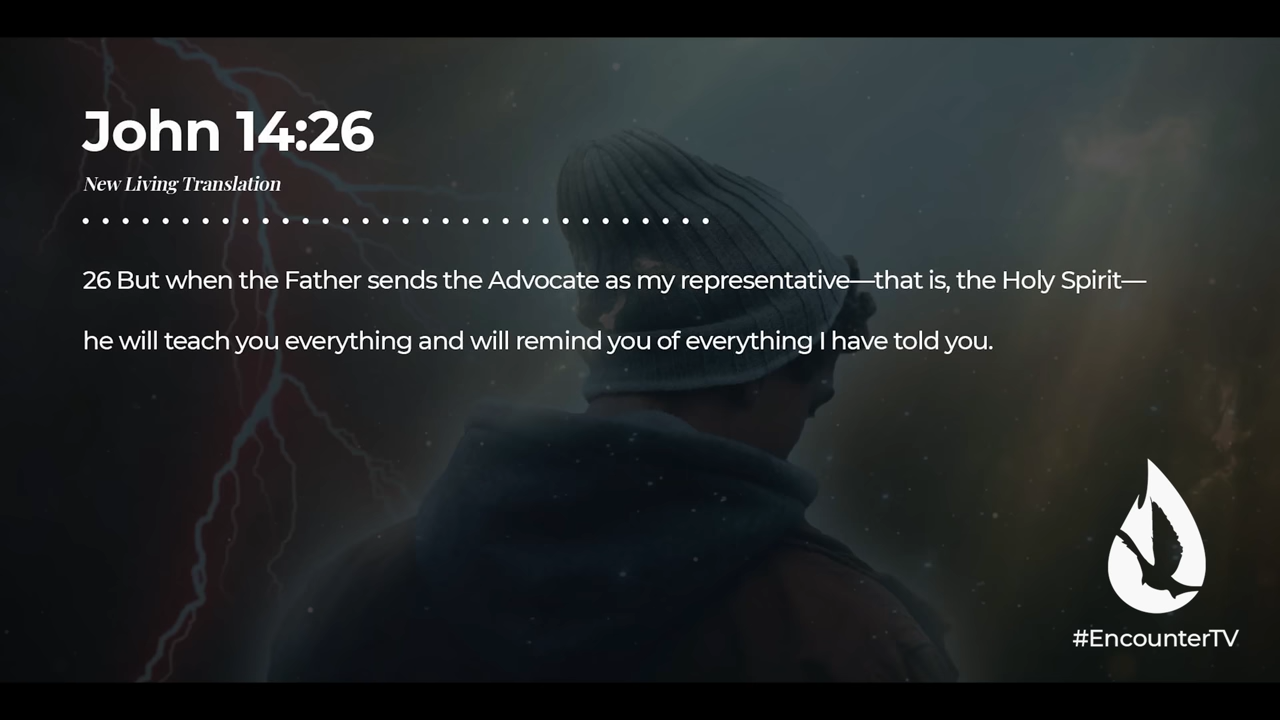 John 14:26
New Living Translation
26 But when the Father sends the Advocate as my representative—that is, the Holy Spirit—
he will teach you everything and will remind you of everything I have told you.
#EncounterTV